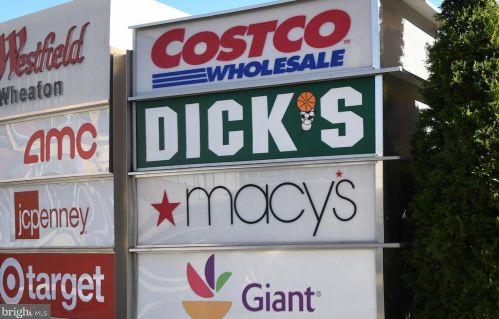 Westfield
Wheaton
AMC
jcpenney
target
COSTCO
WHOLESALE
DICK'S
macy's
Giant®
bright MLS